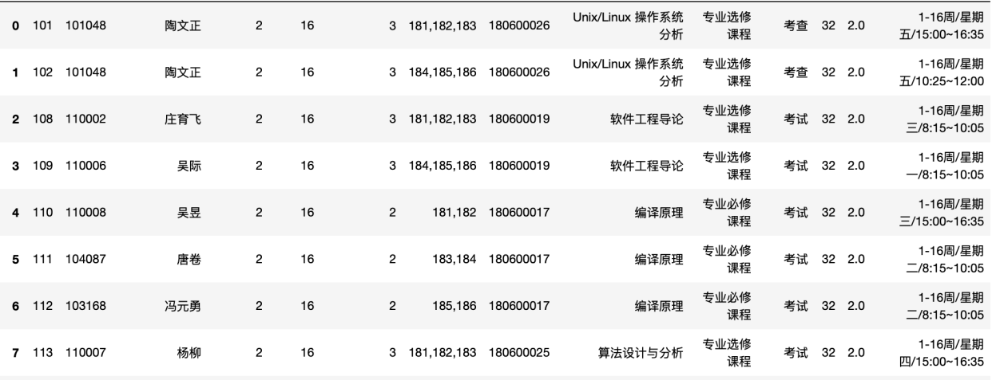 0 101 101048 陶文正 2 16 3 181,182,183 180600026 Unix/Linux 操作系统分析 专业选修课程 考查 32 2.0 1-16周/星期五/15:00~16:35
1 102 101048 陶文正 2 16 3 184,185,186 180600026 Unix/Linux 操作系统分析 专业选修课程 考查 32 2.0 1-16周/星期五/10:25~12:00
2 108 110002 庄育飞 2 16 3 181,182,183 180600019 软件工程导论 专业选修课程 考试 32 2.0 1-16周/星期三/8:15~10:05
3 109 110006 吴际 2 16 3 184,185,186 180600019 软件工程导论 专业选修课程 考试 32 2.0 1-16周/星期一/8:15~10:05
4 110 110008 吴昱 2 16 2 181,182 180600017 编译原理 专业必修课程 考试 32 2.0 1-16周/星期三/15:00~16:35
5 111 104087 唐卷 2 16 2 183,184 180600017 编译原理 专业必修课程 考试 32 2.0 1-16周/星期二/8:15~10:05
6 112 103168 冯元勇 2 16 2 185,186 180600017 编译原理 专业必修课程 考试 32 2.0 1-16周/星期二/8:15~10:05
7 113 110007 杨柳 2 16 3 181,182,183 180600025 算法设计与分析 专业选修课程 考试 32 2.0 1-16周/星期四/15:00~16:35